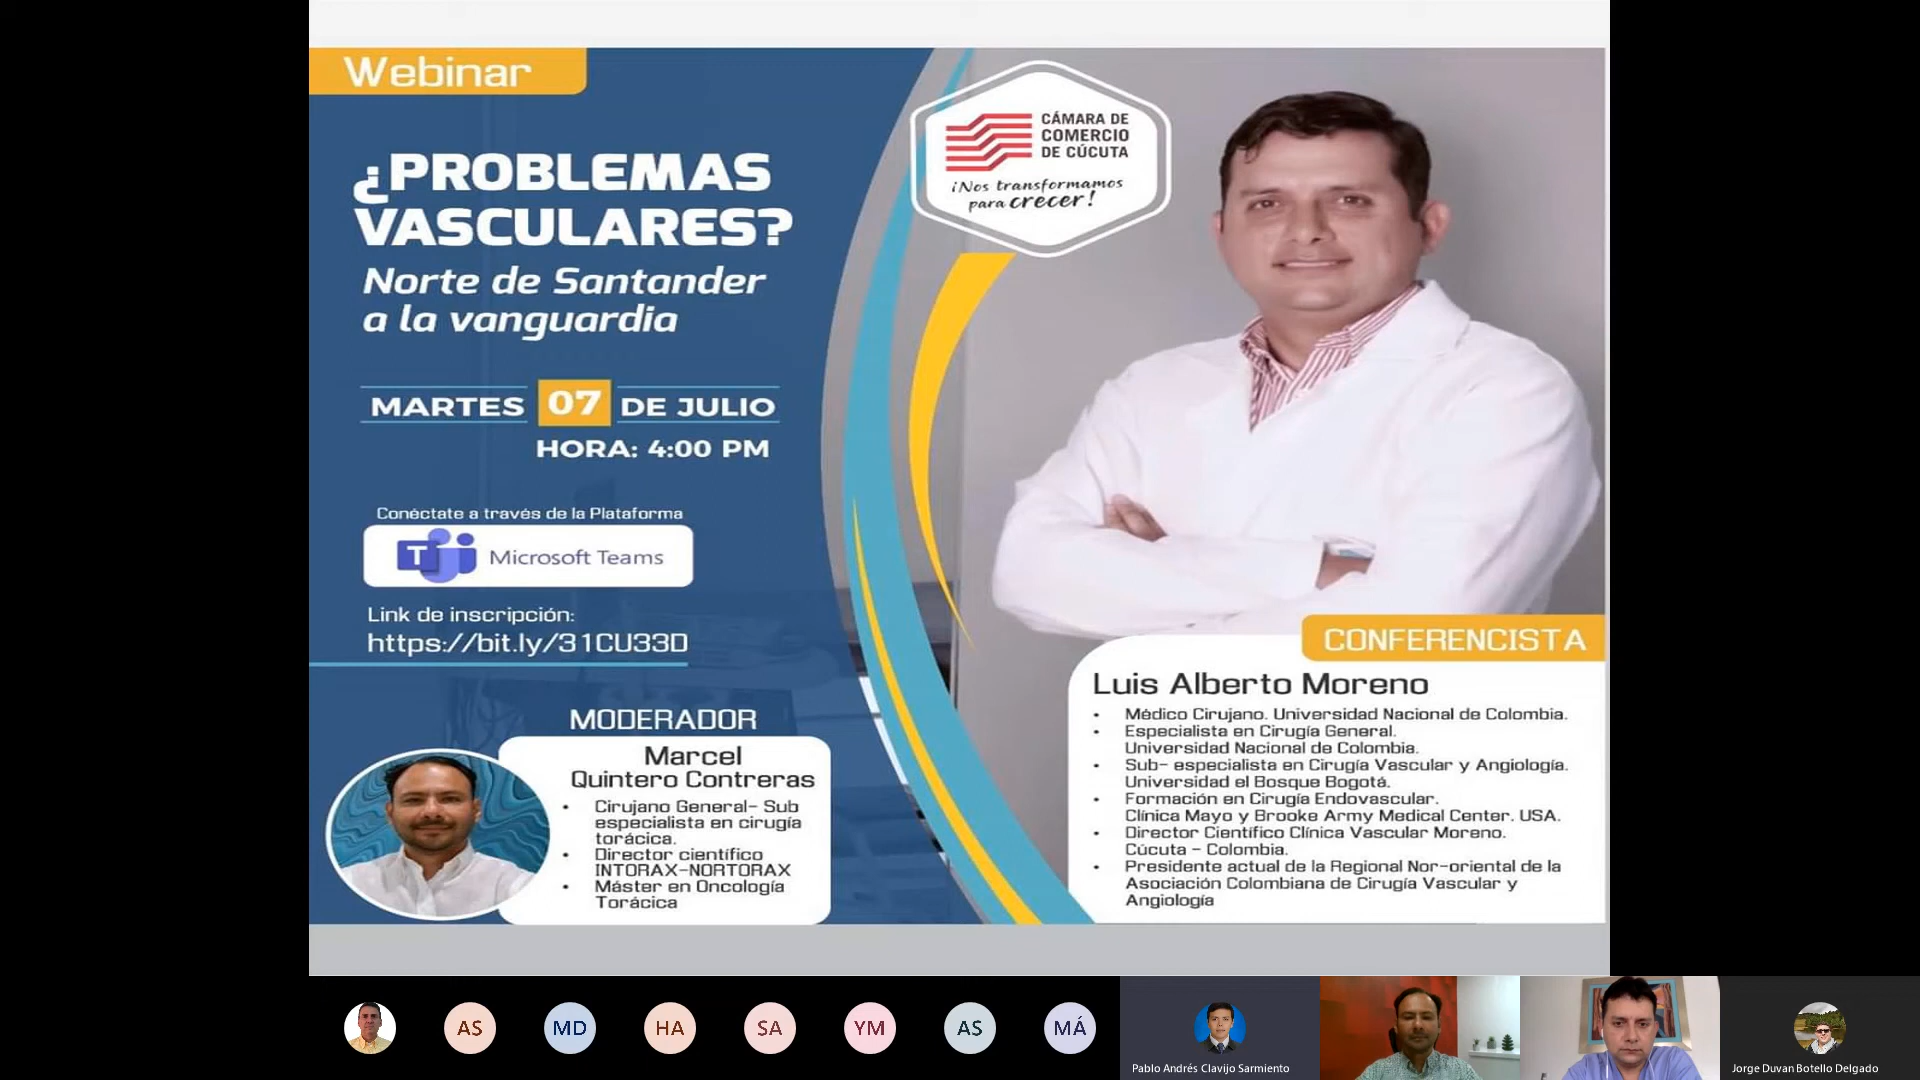 Webinar
¿PROBLEMAS
VASCULARES?
Norte de Santander
a la vanguardia
MARTES 07 DE JULIO
HORA: 4:00 PM
Conéctate a través de la Plataforma
T Microsoft Teams
Link de inscripción:
https://bit.ly/31CU33D
MODERADOR
Marcel
Quintero Contreras
• Cirujano General- Sub
especialista en cirugía
torácica.
• Director científico
INTORAX-NORTORAX
• Máster en Oncología
Torácica
CÁMARA DE
COMERCIO
DE CÚCUTA
¡Nos transformamos
para crecer!
CONFERENCISTA
Luis Alberto Moreno
• Médico Cirujano. Universidad Nacional de Colombia.
• Especialista en Cirugía General.
Universidad Nacional de Colombia.
• Sub- especialista en Cirugía Vascular y Angiología.
Universidad el Bosque Bogotá.
• Formación en Cirugía Endovascular.
Clínica Mayo y Brooke Army Medical Center. USA.
• Director Científico Clínica Vascular Moreno.
Cúcuta - Colombia.
• Presidente actual de la Regional Nor-oriental de la
Asociación Colombiana de Cirugía Vascular y
Angiología
AS MD HA SA YM AS MÁ
Pablo Andrés Clavijo Sarmiento
Jorge Duvan Botello Delgado